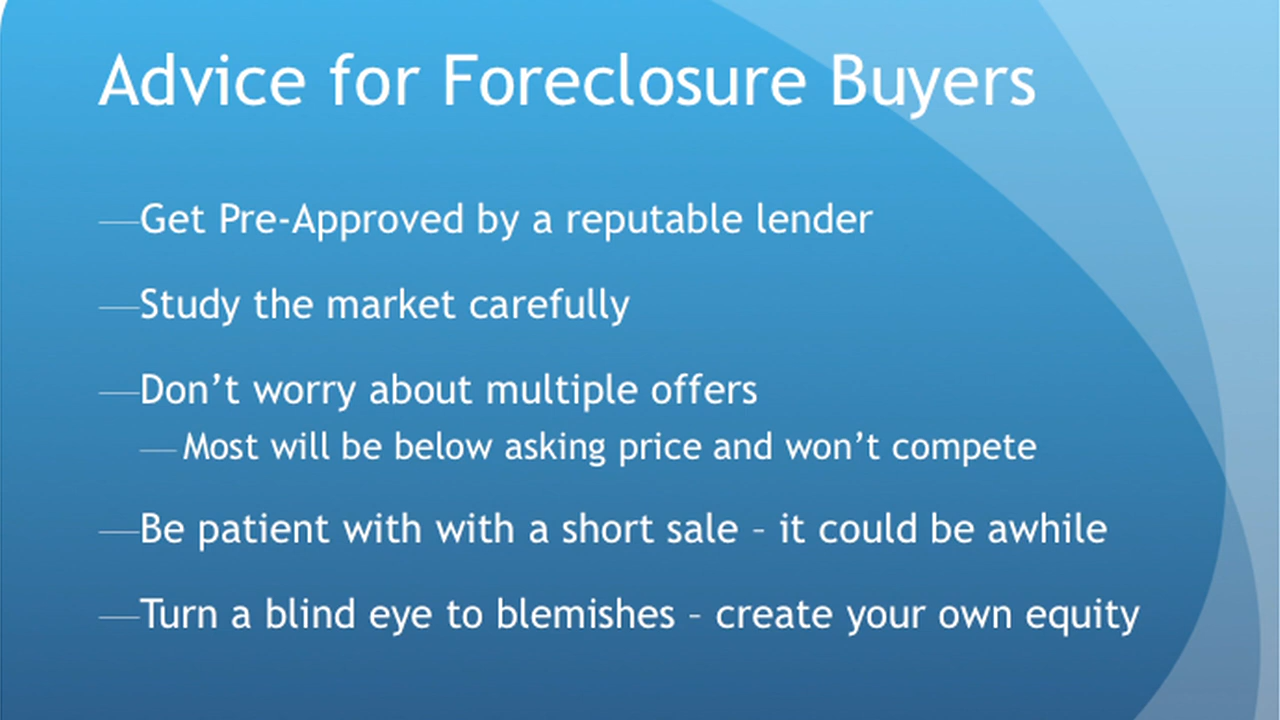 Advice for Foreclosure Buyers
—Get Pre-Approved by a reputable lender
—Study the market carefully
—Don’t worry about multiple offers
—Most will be below asking price and won’t compete
—Be patient with with a short sale – it could be awhile
—Turn a blind eye to blemishes – create your own equity